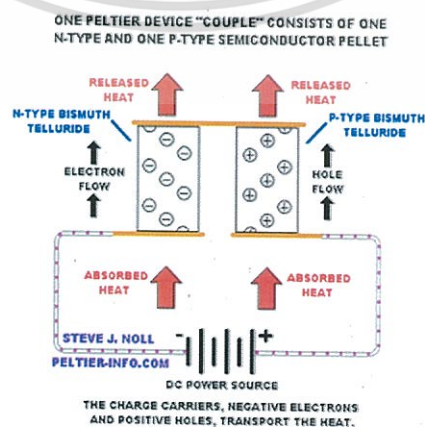 ONE PELTIER DEVICE "COUPLE" CONSISTS OF ONE
N-TYPE AND ONE P-TYPE SEMICONDUCTOR PELLET
RELEASED
HEAT
RELEASED
HEAT
N-TYPE BISMUTH
TELLURIDE
P-TYPE BISMUTH
TELLURIDE
ELECTRON
FLOW
HOLE
FLOW
ABSORBED
HEAT
ABSORBED
HEAT
STEVE J. NOLL
PELTIER-INFO.COM
- +
DC POWER SOURCE
THE CHARGE CARRIERS, NEGATIVE ELECTRONS
AND POSITIVE HOLES, TRANSPORT THE HEAT.